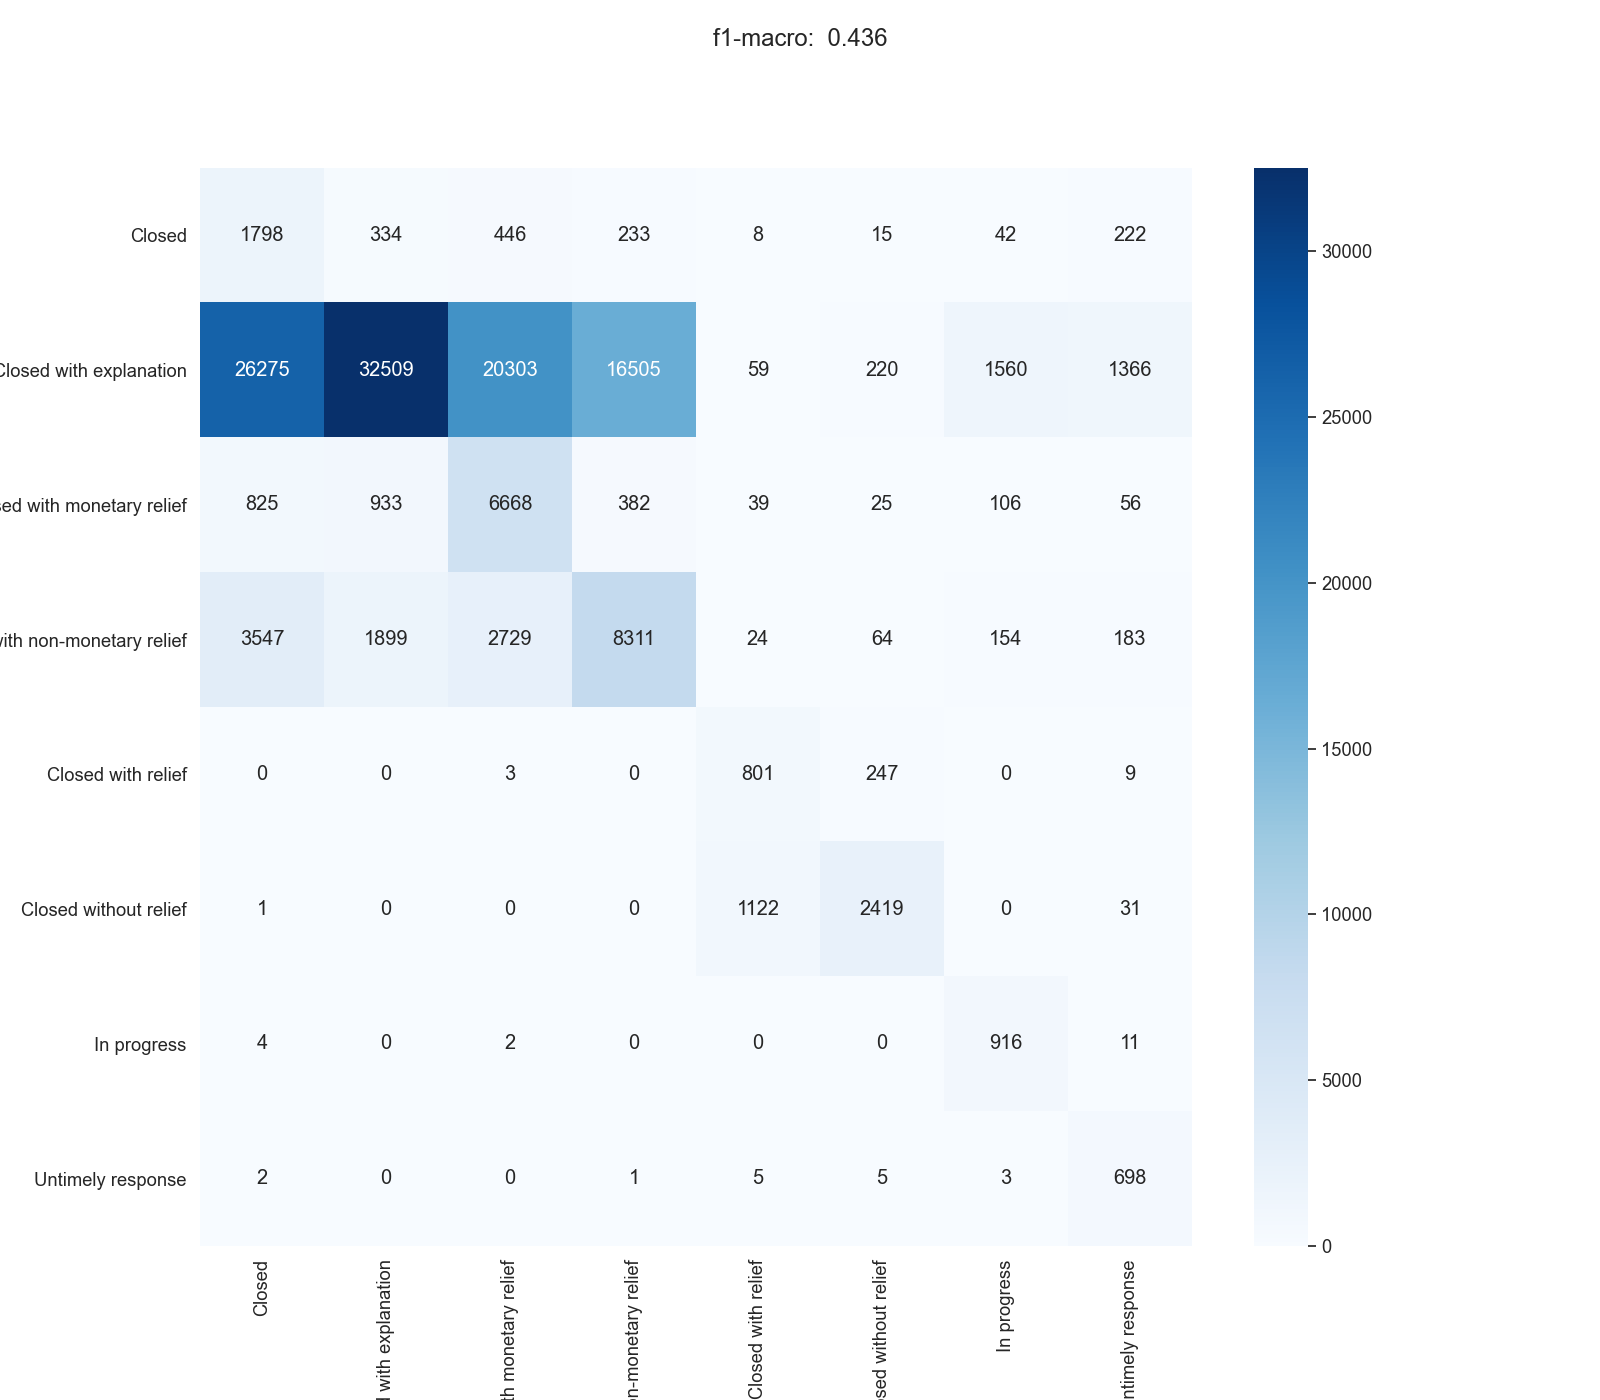 f1-macro: 0.436
Closed 1798 334 446 233 8 15 42 222
Closed with explanation 26275 32509 20303 16505 59 220 1560 1366
sed with monetary relief 825 933 6668 382 39 25 106 56
with non-monetary relief 3547 1899 2729 8311 24 64 154 183
Closed with relief 0 0 3 0 801 247 0 9
Closed without relief 1 0 0 0 1122 2419 0 31
In progress 4 0 2 0 0 0 916 11
Untimely response 2 0 0 1 5 5 3 698
Closed
d with explanation
th monetary relief
on-monetary relief
Closed with relief
sed without relief
In progress
ntimely response
30000
25000
20000
15000
10000
5000
0